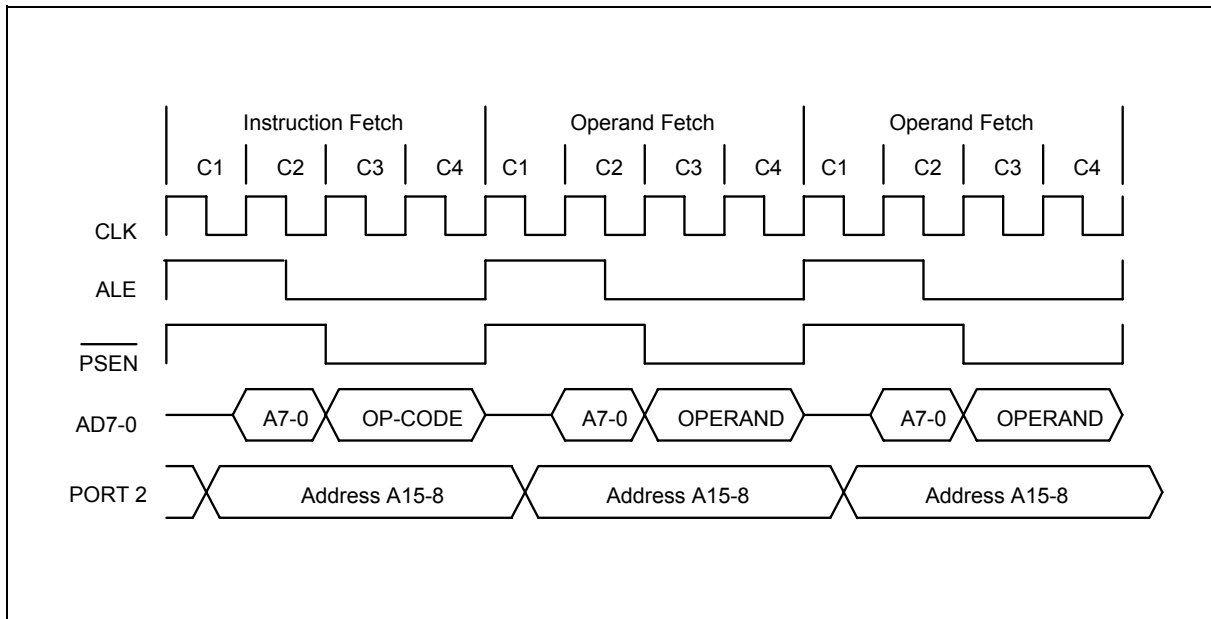 Instruction Fetch Operand Fetch Operand Fetch
C1 C2 C3 C4 C1 C2 C3 C4 C1 C2 C3 C4
CLK
ALE
PSEN
AD7-0 A7-0 OP-CODE A7-0 OPERAND A7-0 OPERAND
PORT 2 Address A15-8 Address A15-8 Address A15-8